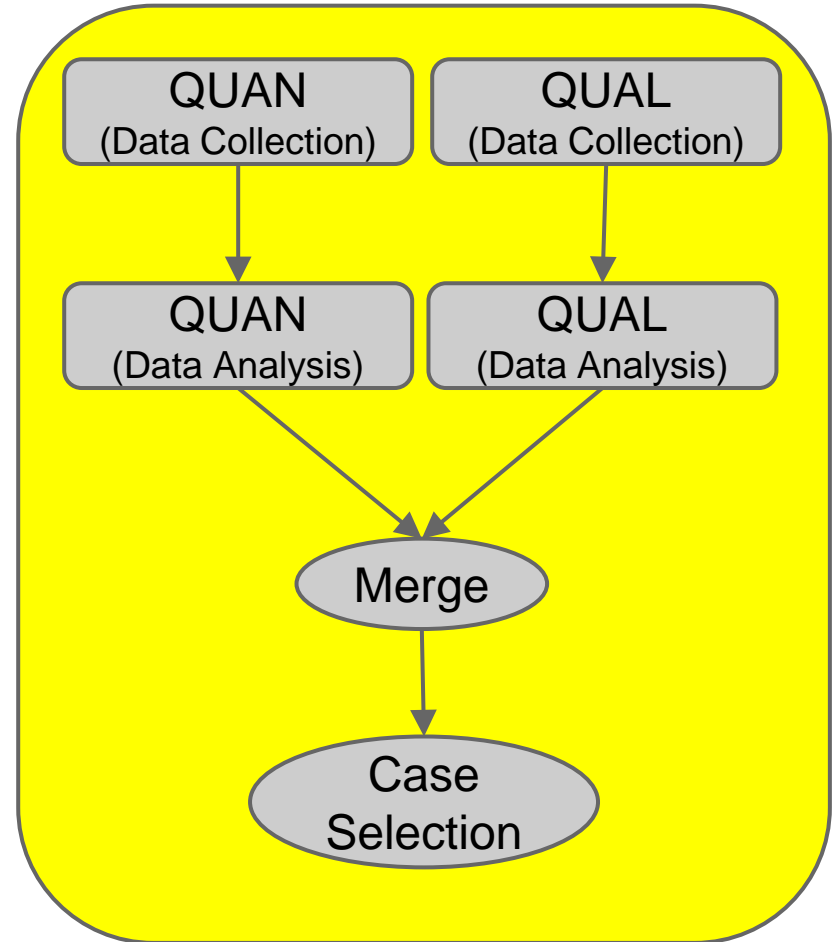 QUAN
(Data Collection)
QUAL
(Data Collection)
QUAN
(Data Analysis)
QUAL
(Data Analysis)
Merge
Case
Selection